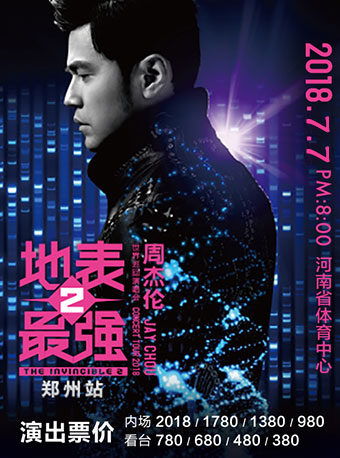 2018.7.7 PM:8:00 河南省体育中心
地表
2
最强
THE INVINCIBLE 2
周杰伦 JAY CHOU
世界巡回演唱会 CONCERT TOUR 2018
郑州站
演出票价
内场 2018 / 1780 / 1380 / 980
看台 780 / 680 / 480 / 380